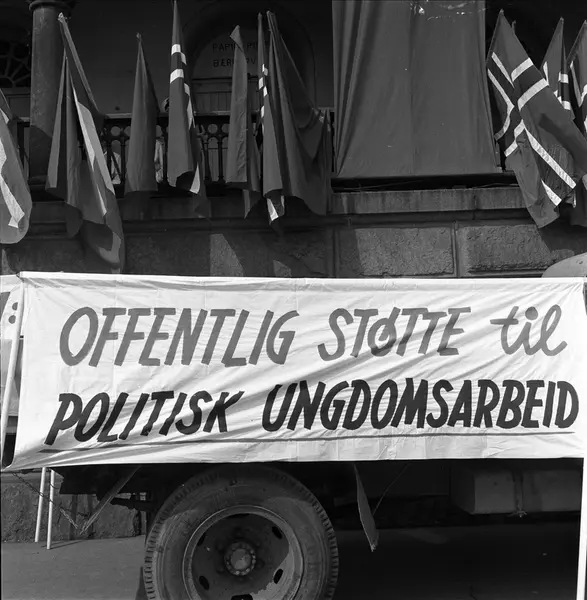 OFFENTLIG STØTTE til
POLITISK UNGDOMSARBEID